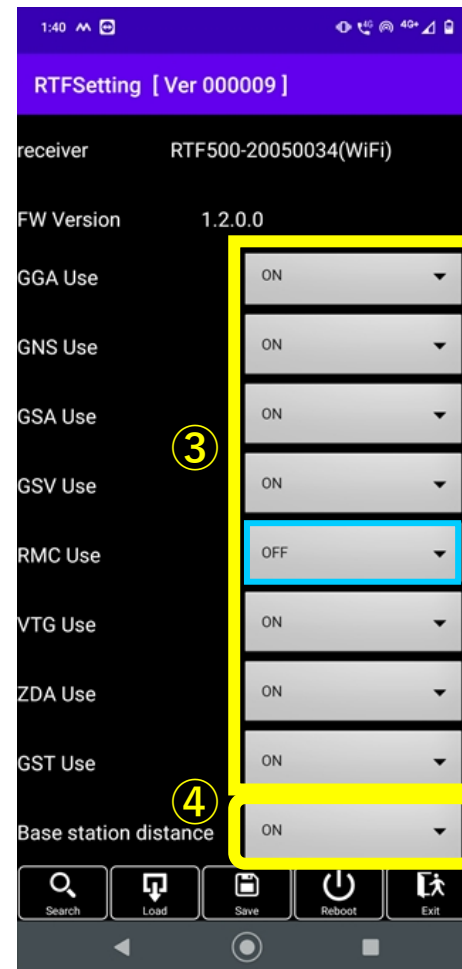 1:40 4G 4G+
RTFSetting [ Ver 000009 ]
receiver RTF500-20050034(WiFi)
FW Version 1.2.0.0
GGA Use ON
GNS Use ON
GSA Use ON
③
GSV Use ON
RMC Use OFF
VTG Use ON
ZDA Use ON
GST Use ON
④
Base station distance ON
Search Load Save Reboot Exit